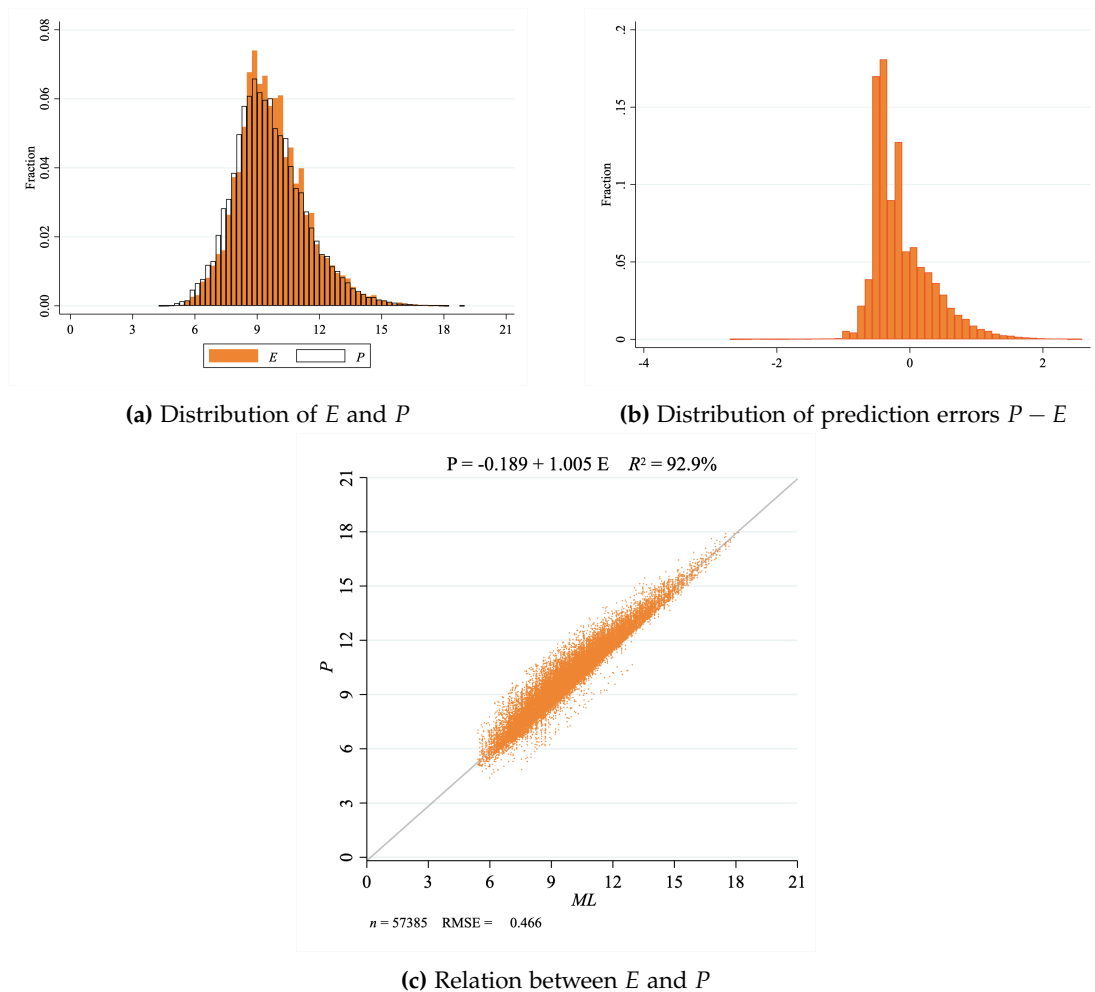 0.08
0.06
0.04
0.02
0.00
Fraction
0 3 6 9 12 15 18 21
E P
(a) Distribution of E and P
.2
.15
.1
.05
0
Fraction
-4 -2 0 2
(b) Distribution of prediction errors P − E
P = -0.189 + 1.005 E R² = 92.9%
21
18
15
12
9
6
3
0
P
0 3 6 9 12 15 18 21
ML
n = 57385 RMSE = 0.466
(c) Relation between E and P